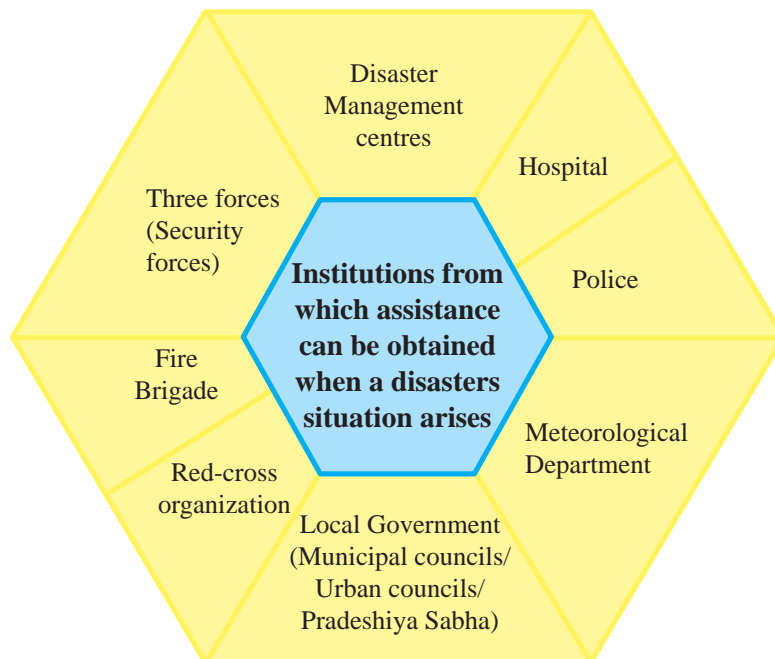 Disaster
Management
centres
Hospital
Police
Meteorological
Department
Local Government
(Municipal councils/
Urban councils/
Pradeshiya Sabha)
Red-cross
organization
Fire
Brigade
Three forces
(Security
forces)
Institutions from
which assistance
can be obtained
when a disasters
situation arises